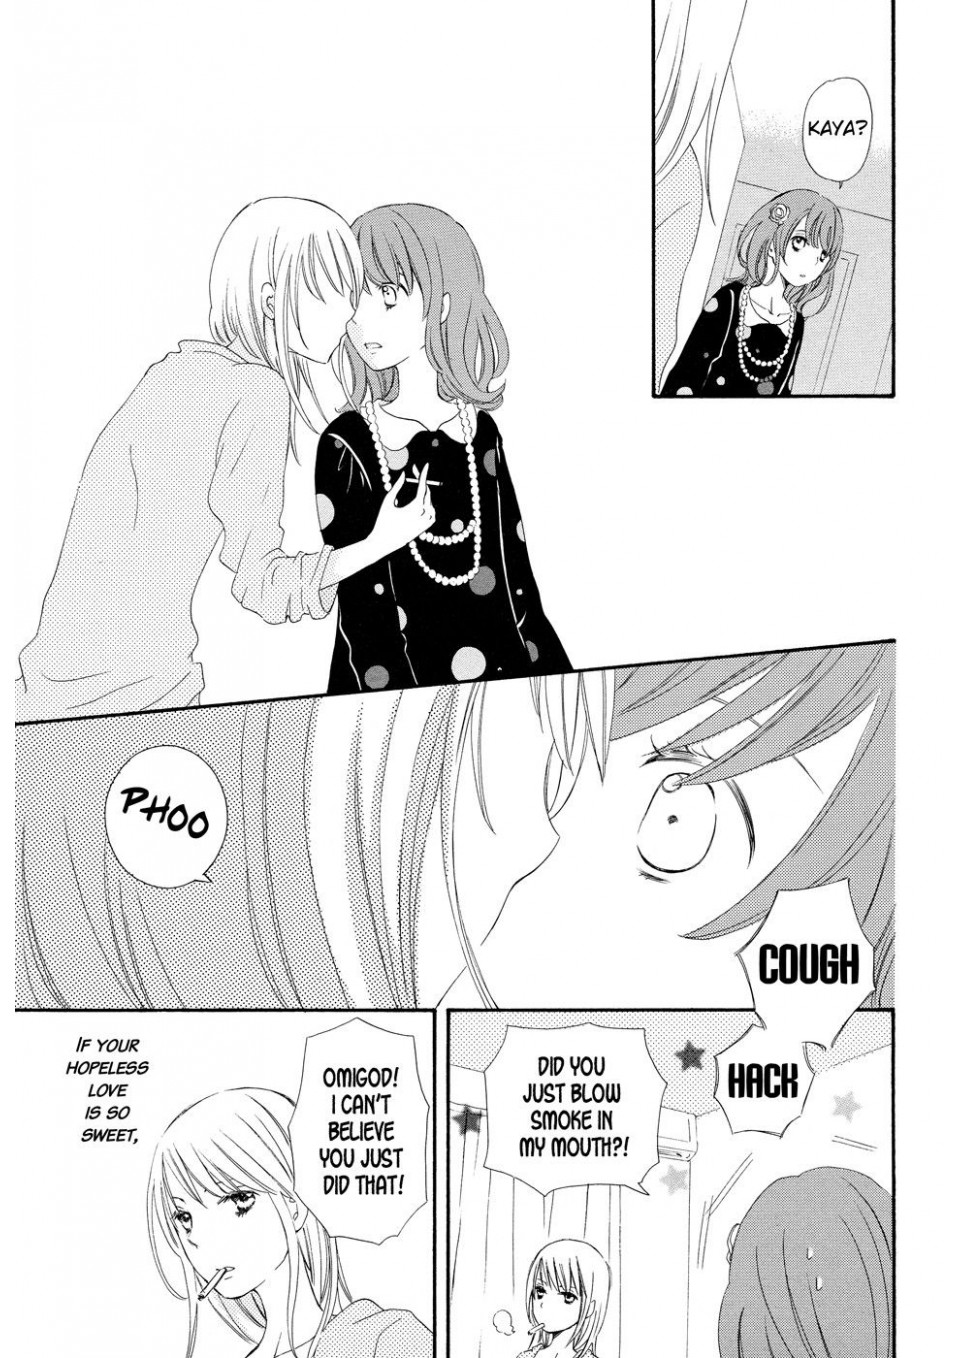 KAYA?
PHOO
COUGH
HACK
DID YOU
JUST BLOW
SMOKE IN
MY MOUTH?!
OMIGOD!
I CAN'T
BELIEVE
YOU JUST
DID THAT!
IF YOUR
HOPELESS
LOVE
IS SO
SWEET,